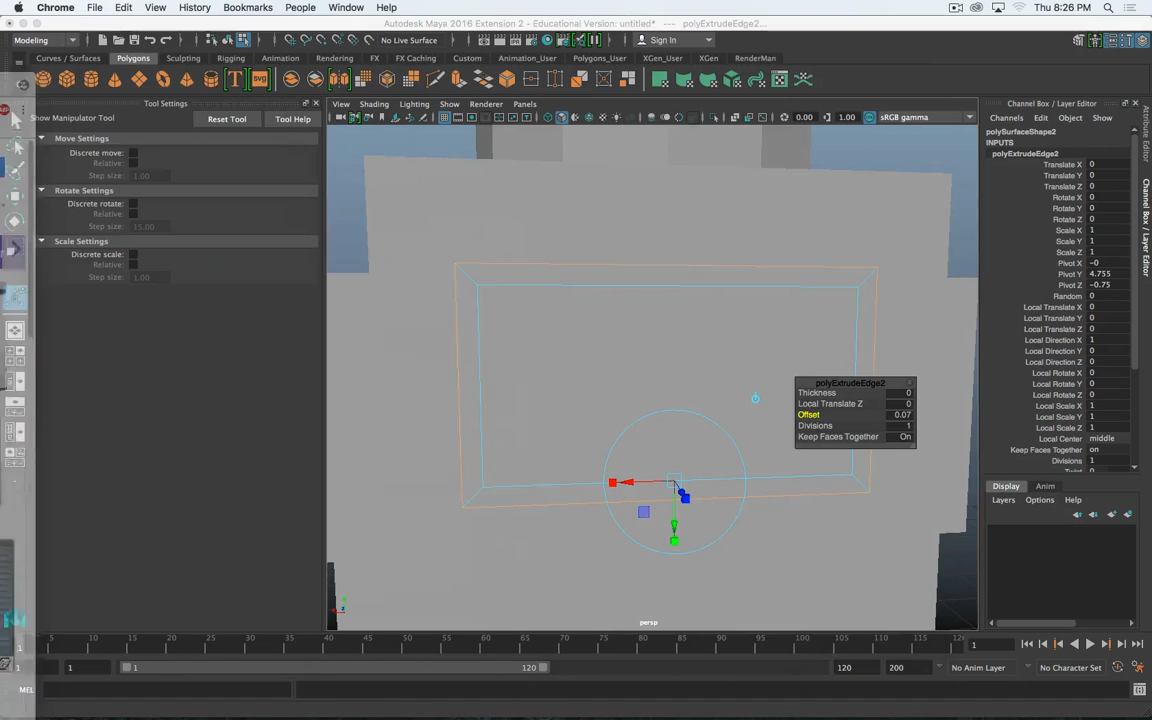 Chrome File Edit View History Bookmarks People Window Help Thu 8:26 PM
Autodesk Maya 2016 Extension 2 - Educational Version: untitled* --- polyExtrudeEdge2...
Modeling No Live Surface Sign In
Curves / Surfaces Polygons Sculpting Rigging Animation Rendering FX FX Caching Custom Animation_User Polygons_User XGen_User XGen RenderMan
T SVG
Tool Settings
Show Manipulator Tool Reset Tool Tool Help
Move Settings
Discrete move:
Relative:
Step size: 1.00
Rotate Settings
Discrete rotate:
Relative:
Step size: 15.00
Scale Settings
Discrete scale:
Relative:
Step size: 1.00
View Shading Lighting Show Renderer Panels
0.00 1.00 sRGB gamma
polyExtrudeEdge2
Thickness 0
Local Translate Z 0
Offset 0.07
Divisions 1
Keep Faces Together On
persp
Channel Box / Layer Editor
Channels Edit Object Show
polySurfaceShape2
INPUTS
polyExtrudeEdge2
Translate X 0
Translate Y 0
Translate Z 0
Rotate X 0
Rotate Y 0
Rotate Z 0
Scale X 1
Scale Y 1
Scale Z 1
Pivot X -0
Pivot Y 4.755
Pivot Z -0.75
Random 0
Local Translate X 0
Local Translate Y 0
Local Translate Z 0
Local Direction X 1
Local Direction Y 0
Local Direction Z 0
Local Rotate X 0
Local Rotate Y 0
Local Rotate Z 0
Local Scale X 1
Local Scale Y 1
Local Scale Z 1
Local Center middle
Keep Faces Together on
Divisions 1
Twist 0
Display Anim
Layers Options Help
Attribute Editor
Channel Box / Layer Editor
5 10 15 20 25 30 35 40 45 50 55 60 65 70 75 80 85 90 95 100 105 110 115 120 1
1 1 1 120 120 200 No Anim Layer No Character Set
MEL